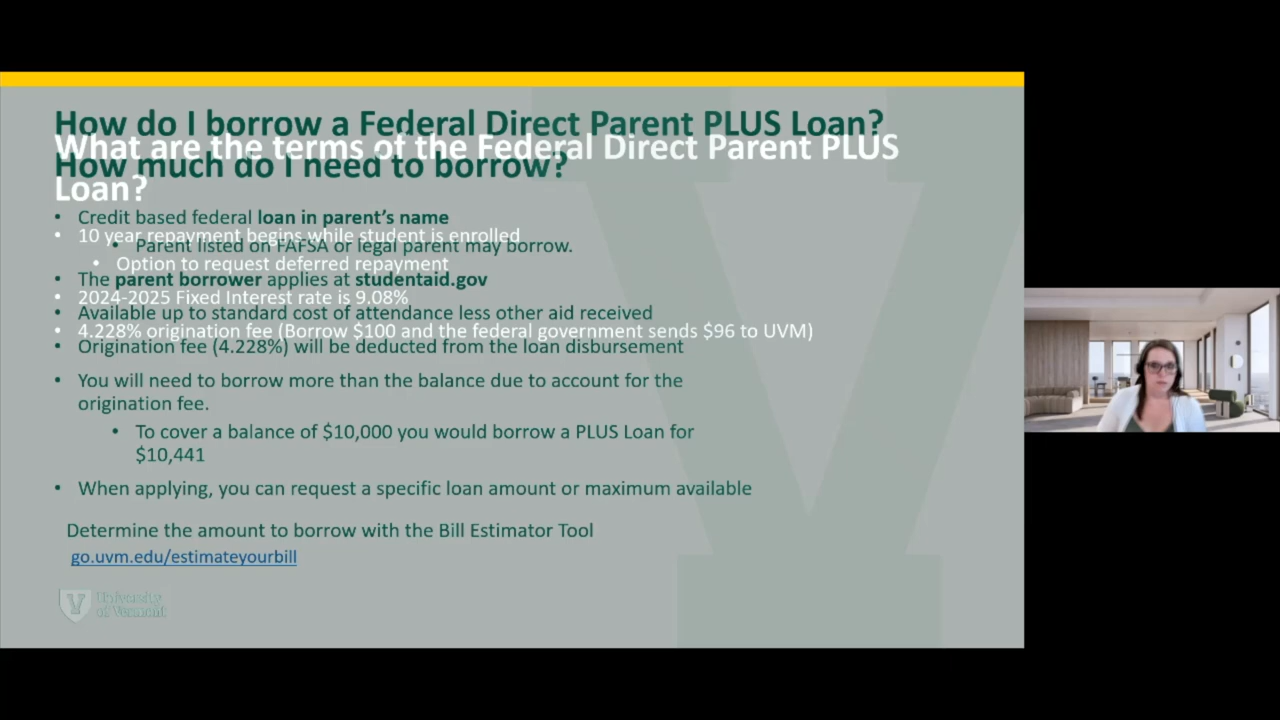 How do I borrow a Federal Direct Parent PLUS Loan?
What are the terms of the Federal Direct Parent PLUS
How much do I need to borrow?
Loan?
• Credit based federal loan in parent's name
• 10 year repayment begins while student is enrolled
• Parent listed on FAFSA or legal parent may borrow.
• Option to request deferred repayment
• The parent borrower applies at studentaid.gov
• 2024-2025 Fixed Interest rate is 9.08%
• Available up to standard cost of attendance less other aid received
• 4.228% origination fee (Borrow $100 and the federal government sends $96 to UVM)
• Origination fee (4.228%) will be deducted from the loan disbursement
• You will need to borrow more than the balance due to account for the
origination fee.
• To cover a balance of $10,000 you would borrow a PLUS Loan for
$10,441
• When applying, you can request a specific loan amount or maximum available
Determine the amount to borrow with the Bill Estimator Tool
go.uvm.edu/estimateyourbill
University
of Vermont